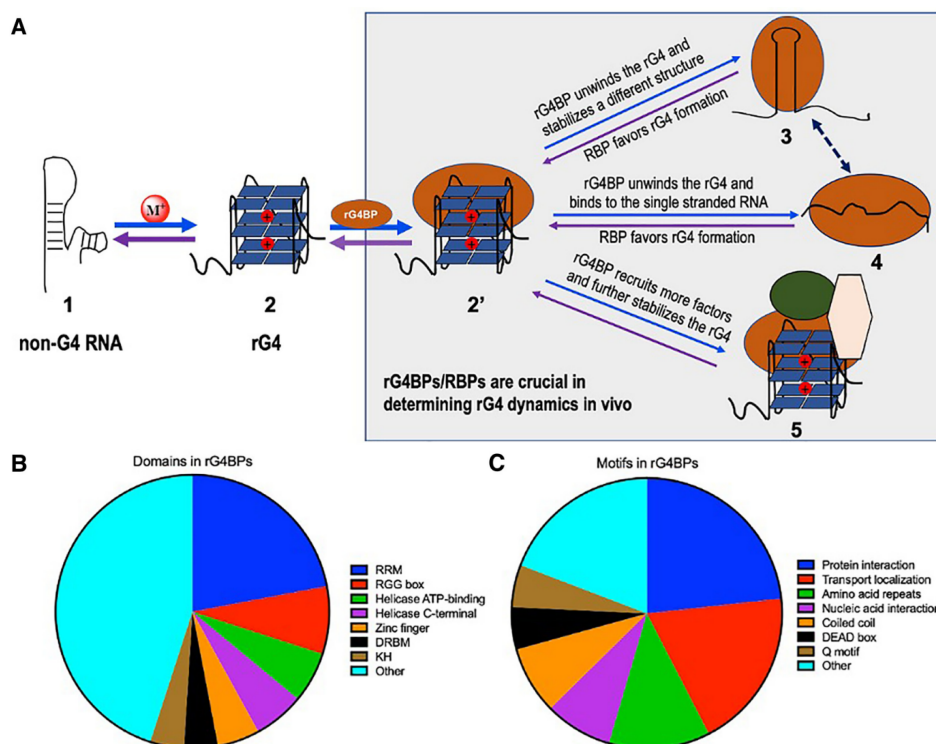 A
rG4BP unwinds the rG4 and
stabilizes a different structure
RBP favors rG4 formation
3
M+
rG4BP
rG4BP unwinds the rG4 and
binds to the single stranded RNA
RBP favors rG4 formation
4
1
non-G4 RNA
2
rG4
+
+
2'
+
+
rG4BP recruits more factors
and further stabilizes the rG4
+
+
5
rG4BPs/RBPs are crucial in
determining rG4 dynamics in vivo
B
Domains in rG4BPs
RRM
RGG box
Helicase ATP-binding
Helicase C-terminal
Zinc finger
DRBM
KH
Other
C
Motifs in rG4BPs
Protein interaction
Transport localization
Amino acid repeats
Nucleic acid interaction
Coiled coil
DEAD box
Q motif
Other